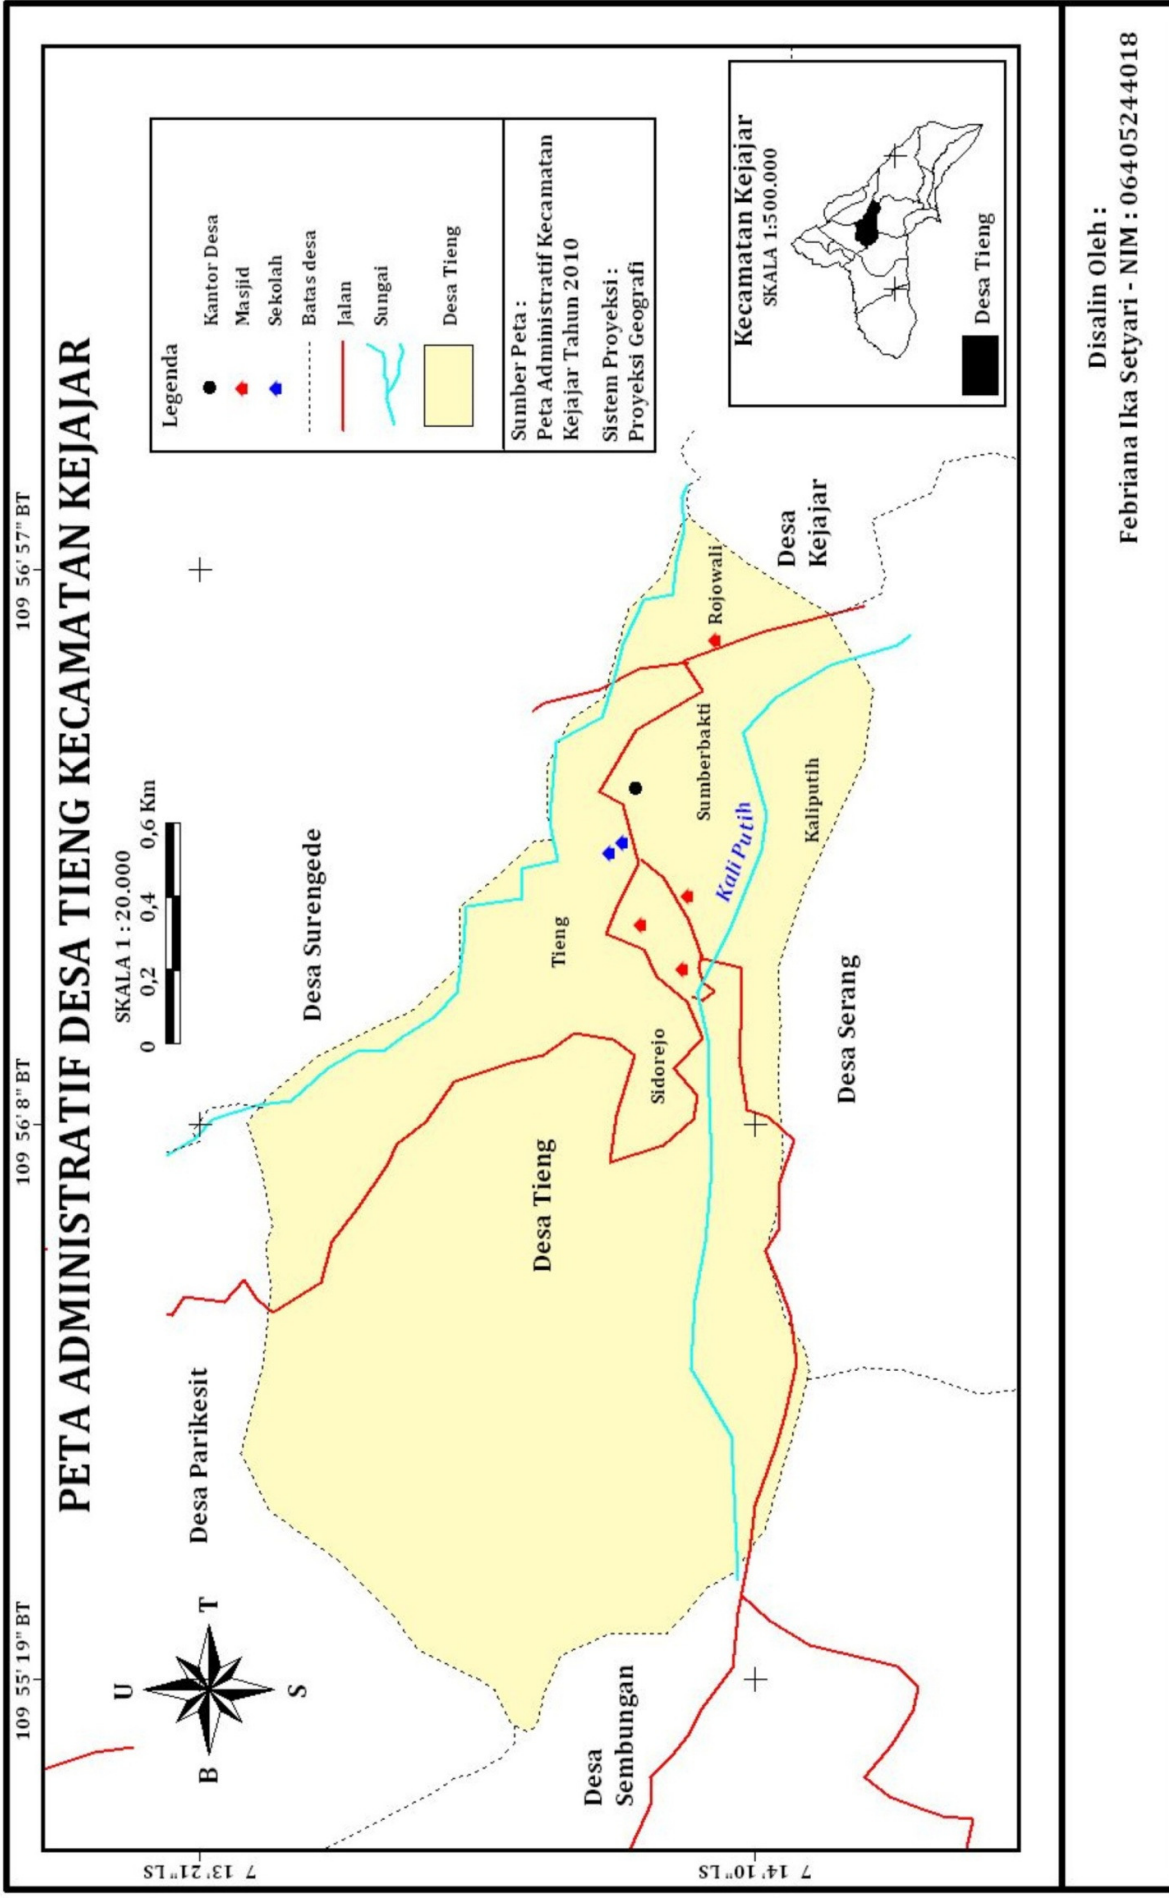 PETA ADMINISTRATIF DESA TIENG KECAMATAN KEJAJAR
109 55' 19" BT
109 56' 8" BT
109 56' 57" BT
7 13' 21" LS
7 14' 10" LS
U
B
T
S
SKALA 1 : 20.000
0
0,2
0,4
0,6 Km
Desa Parikesit
Desa Surengede
Desa Tieng
Tieng
Sidorejo
Sumberbakti
Rojowali
Kali Putih
Kaliputih
Desa
Kejajar
Desa Serang
Desa
Sembungan
Legenda
Kantor Desa
Masjid
Sekolah
Batas desa
Jalan
Sungai
Desa Tieng
Sumber Peta :
Peta Administratif Kecamatan
Kejajar Tahun 2010
Sistem Proyeksi :
Proyeksi Geografi
Kecamatan Kejajar
SKALA 1:500.000
Desa Tieng
Disalin Oleh :
Febriana Ika Setyari - NIM : 06405244018